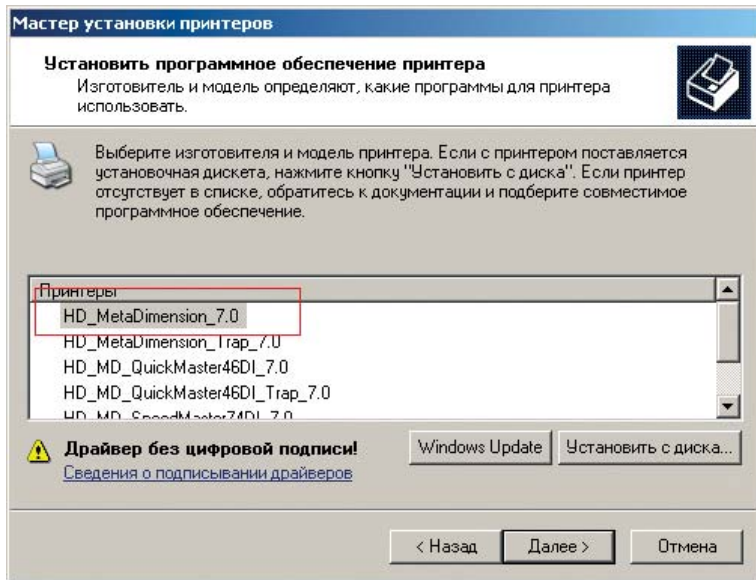 Мастер установки принтеров
Установить программное обеспечение принтера
Изготовитель и модель определяют, какие программы для принтера
использовать.
Выберите изготовителя и модель принтера. Если с принтером поставляется
установочная дискета, нажмите кнопку "Установить с диска". Если принтер
отсутствует в списке, обратитесь к документации и подберите совместимое
программное обеспечение.
Принтеры
HD_MetaDimension_7.0
HD_MetaDimension_Trap_7.0
HD_MD_QuickMaster46DI_7.0
HD_MD_QuickMaster46DI_Trap_7.0
HD_MD_SpeedMaster74DI_7.0
Драйвер без цифровой подписи!
Windows Update
Установить с диска...
Сведения о подписывании драйверов
< Назад
Далее >
Отмена